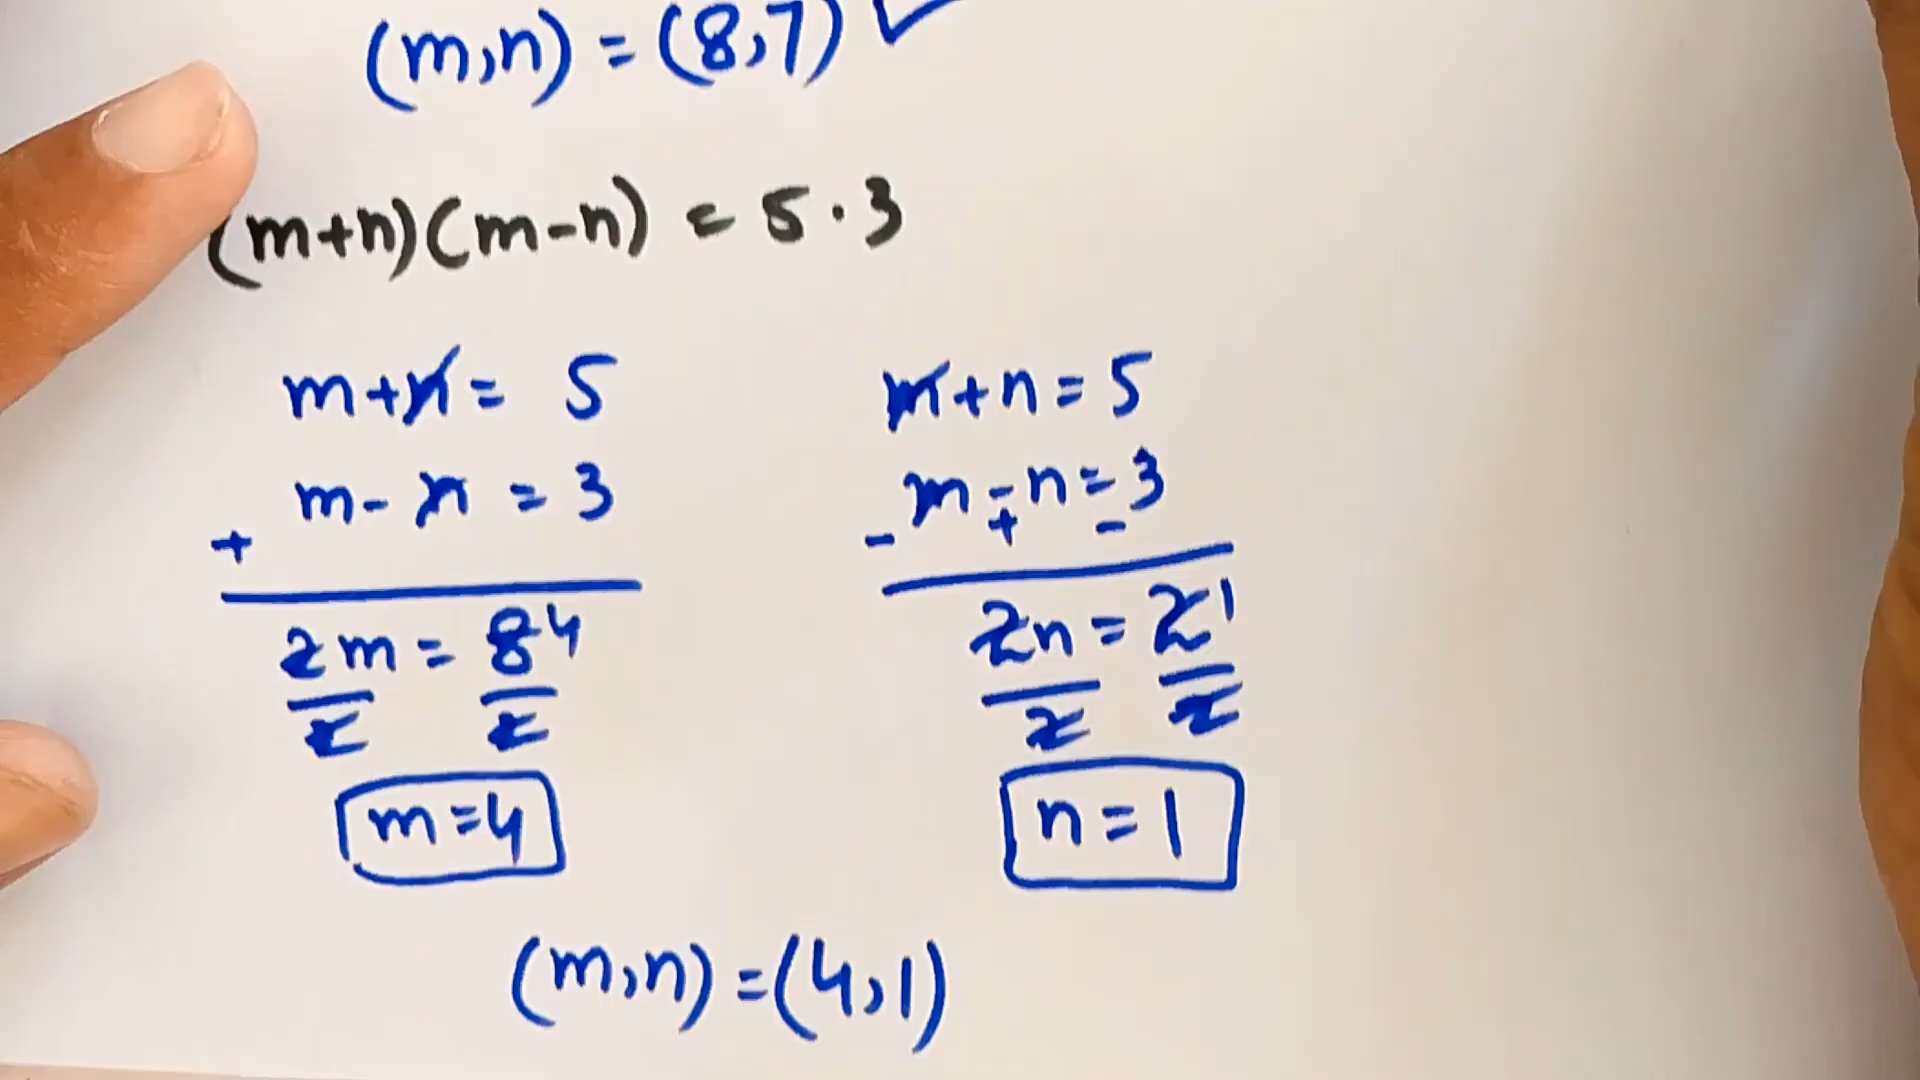 (m,n) = (8,7) ✓
(m+n)(m-n) = 5·3
m+n = 5
m-n = 3
+
2m = 8 4
2 2
m=4
m+n=5
m-n=3
- + -
2n = 2 1
2 2
n=1
(m,n)=(4,1)